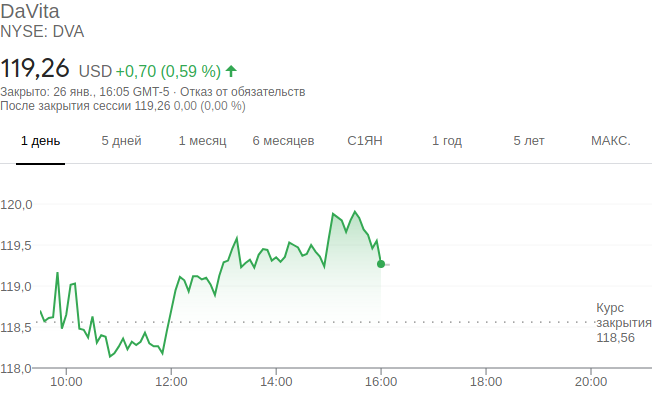 DaVita
NYSE: DVA
119,26 USD +0,70 (0,59 %)
Закрыто: 26 янв., 16:05 GMT-5 · Отказ от обязательств
После закрытия сессии 119,26 0,00 (0,00 %)
1 день 5 дней 1 месяц 6 месяцев С1ЯН 1 год 5 лет МАКС.
120,0
119,5
119,0
118,5
118,0
Курс
закрытия
118,56
10:00 12:00 14:00 16:00 18:00 20:00